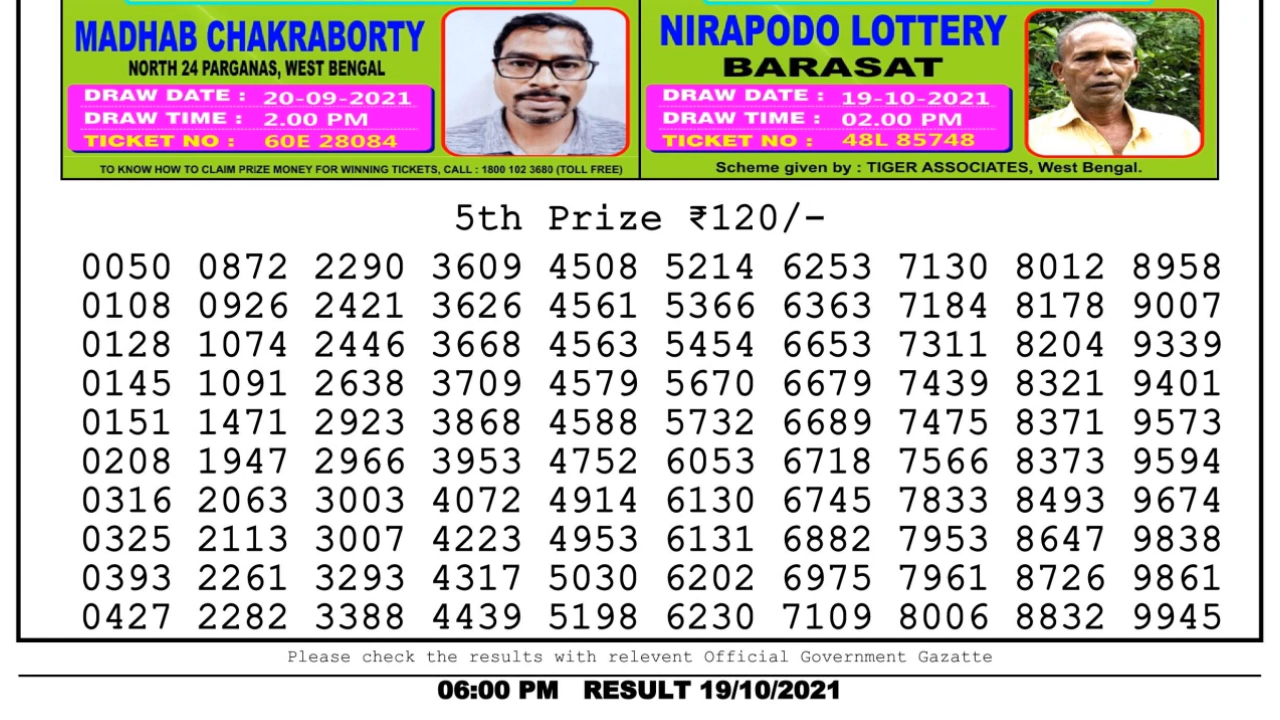 MADHAB CHAKRABORTY
NORTH 24 PARGANAS, WEST BENGAL
DRAW DATE : 20-09-2021
DRAW TIME : 2.00 PM
TICKET NO : 60E 28084
TO KNOW HOW TO CLAIM PRIZE MONEY FOR WINNING TICKETS, CALL : 1800 102 3680 (TOLL FREE)
NIRAPODO LOTTERY
BARASAT
DRAW DATE : 19-10-2021
DRAW TIME : 02.00 PM
TICKET NO : 48L 85748
Scheme given by : TIGER ASSOCIATES, West Bengal.
5th Prize ₹120/-
0050 0872 2290 3609 4508 5214 6253 7130 8012 8958
0108 0926 2421 3626 4561 5366 6363 7184 8178 9007
0128 1074 2446 3668 4563 5454 6653 7311 8204 9339
0145 1091 2638 3709 4579 5670 6679 7439 8321 9401
0151 1471 2923 3868 4588 5732 6689 7475 8371 9573
0208 1947 2966 3953 4752 6053 6718 7566 8373 9594
0316 2063 3003 4072 4914 6130 6745 7833 8493 9674
0325 2113 3007 4223 4953 6131 6882 7953 8647 9838
0393 2261 3293 4317 5030 6202 6975 7961 8726 9861
0427 2282 3388 4439 5198 6230 7109 8006 8832 9945
Please check the results with relevent Official Government Gazatte
06:00 PM RESULT 19/10/2021